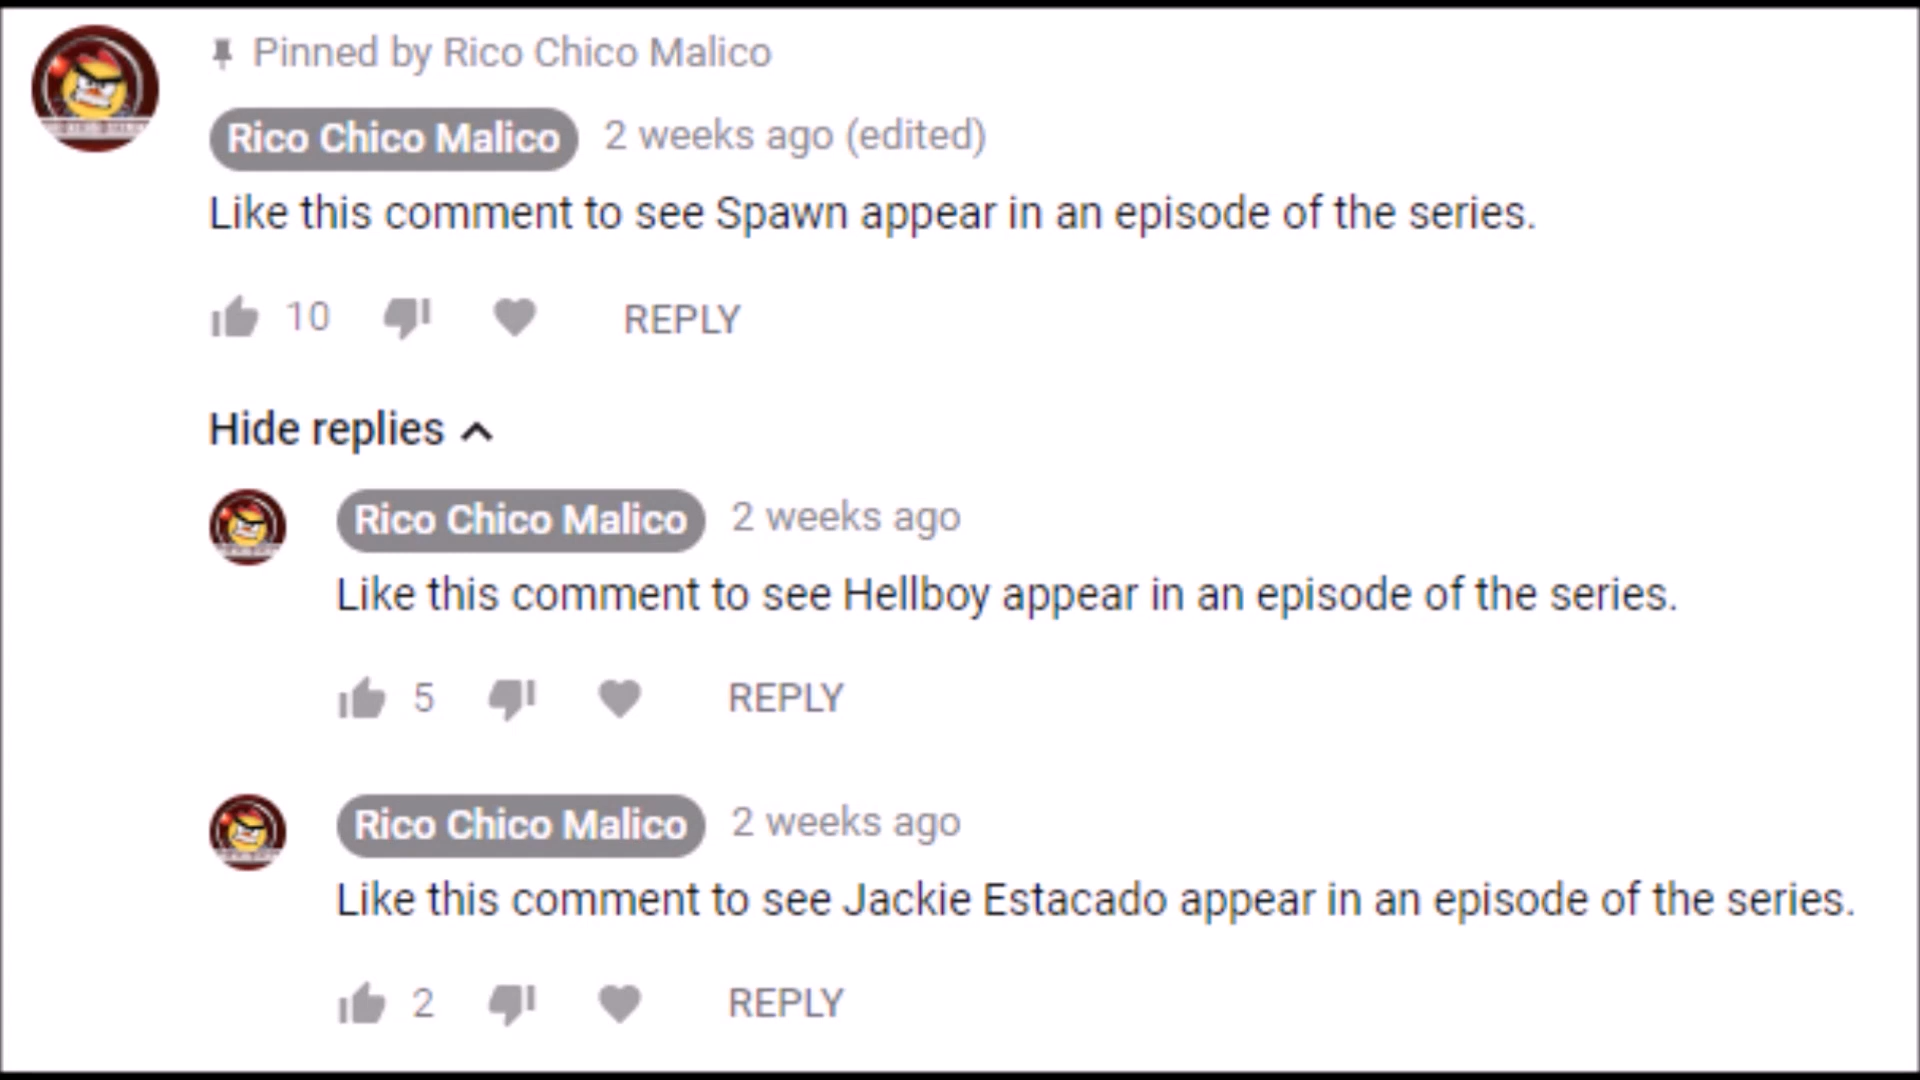 Pinned by Rico Chico Malico
Rico Chico Malico 2 weeks ago (edited)
Like this comment to see Spawn appear in an episode of the series.
10 REPLY
Hide replies
Rico Chico Malico 2 weeks ago
Like this comment to see Hellboy appear in an episode of the series.
5 REPLY
Rico Chico Malico 2 weeks ago
Like this comment to see Jackie Estacado appear in an episode of the series.
2 REPLY